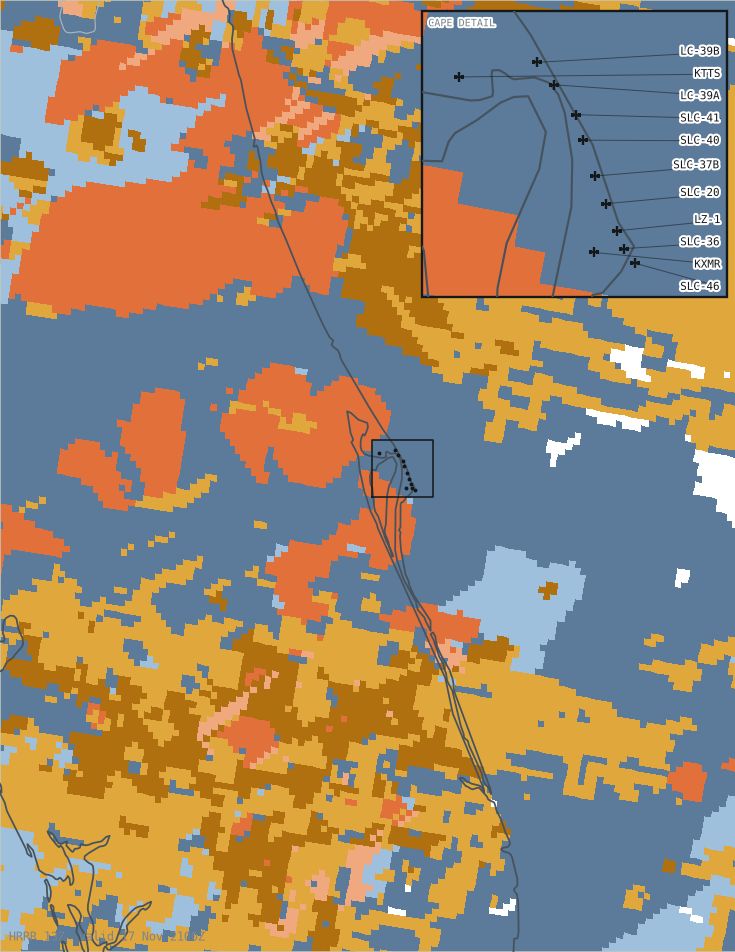 CAPE DETAIL
LC-39B
KTTS
LC-39A
SLC-41
SLC-40
SLC-37B
SLC-20
LZ-1
SLC-36
KXMR
SLC-46
HRRR